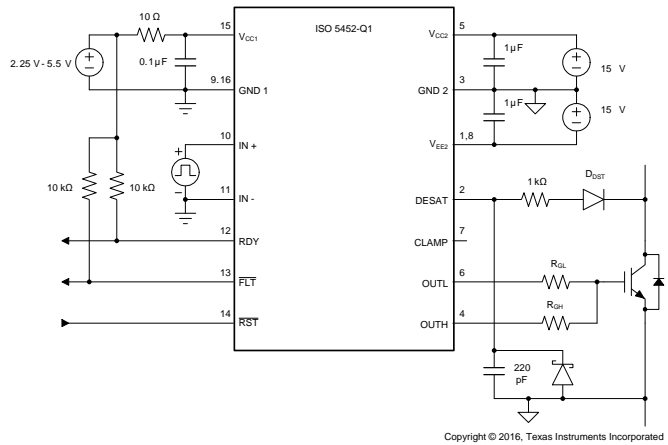 10 Ω
15
VCC1
ISO 5452-Q1
VCC2
5
2.25 V-5.5 V
0.1µF
1µF
15 V
9,16
GND 1
GND 2
3
1µF
15 V
10
IN +
VEE2
1,8
10 kΩ
10 kΩ
11
IN -
DESAT
2
1 kΩ
DDST
12
RDY
CLAMP
7
13
FLT
OUTL
6
RGL
14
RST
OUTH
4
RGH
220
pF
Copyright © 2016, Texas Instruments Incorporated